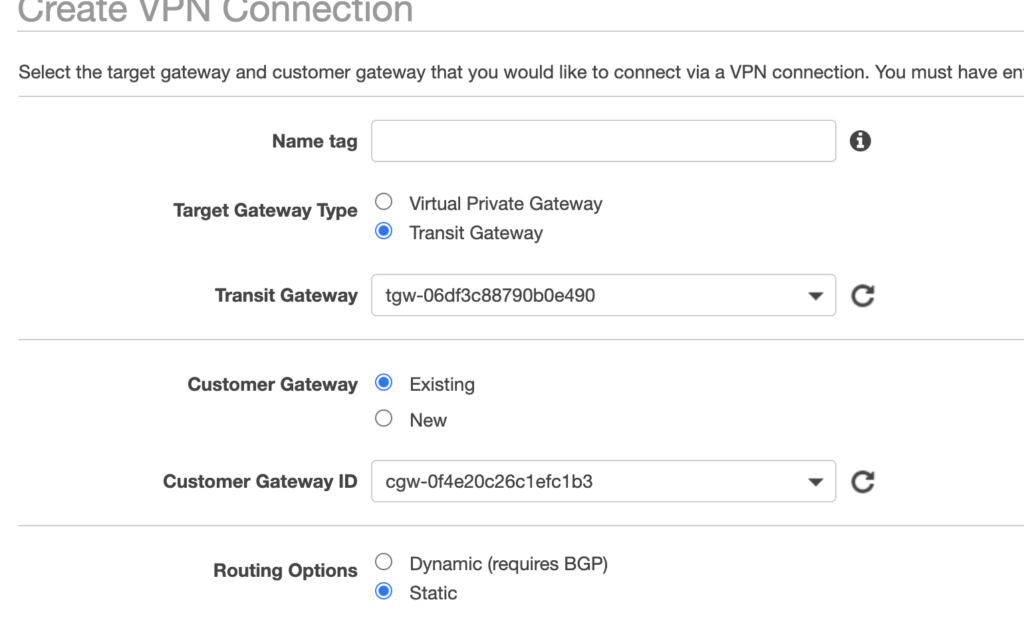 Create VPN Connection
Select the target gateway and customer gateway that you would like to connect via a VPN connection. You must have
Name tag
Target Gateway Type
Virtual Private Gateway
Transit Gateway
Transit Gateway
tgw-06df3c88790b0e490
Customer Gateway
Existing
New
Customer Gateway ID
cgw-0f4e20c26c1efc1b3
Routing Options
Dynamic (requires BGP)
Static